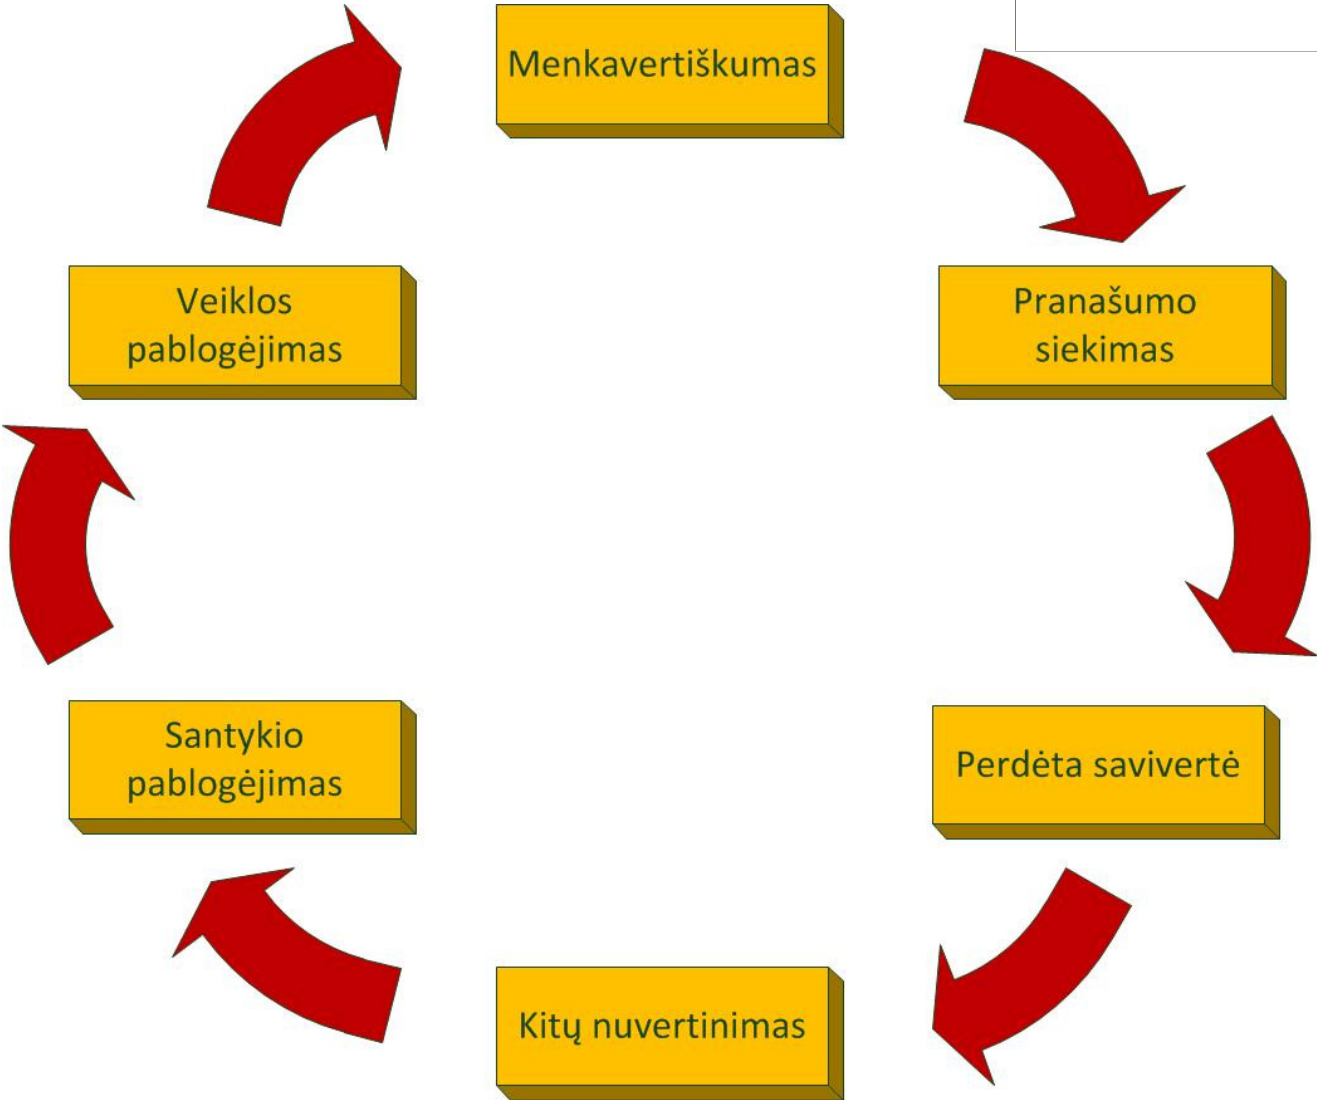 Menkavertiškumas
Pranašumo
siekimas
Perdėta savivertė
Kitų nuvertinimas
Santykio
pablogėjimas
Veiklos
pablogėjimas